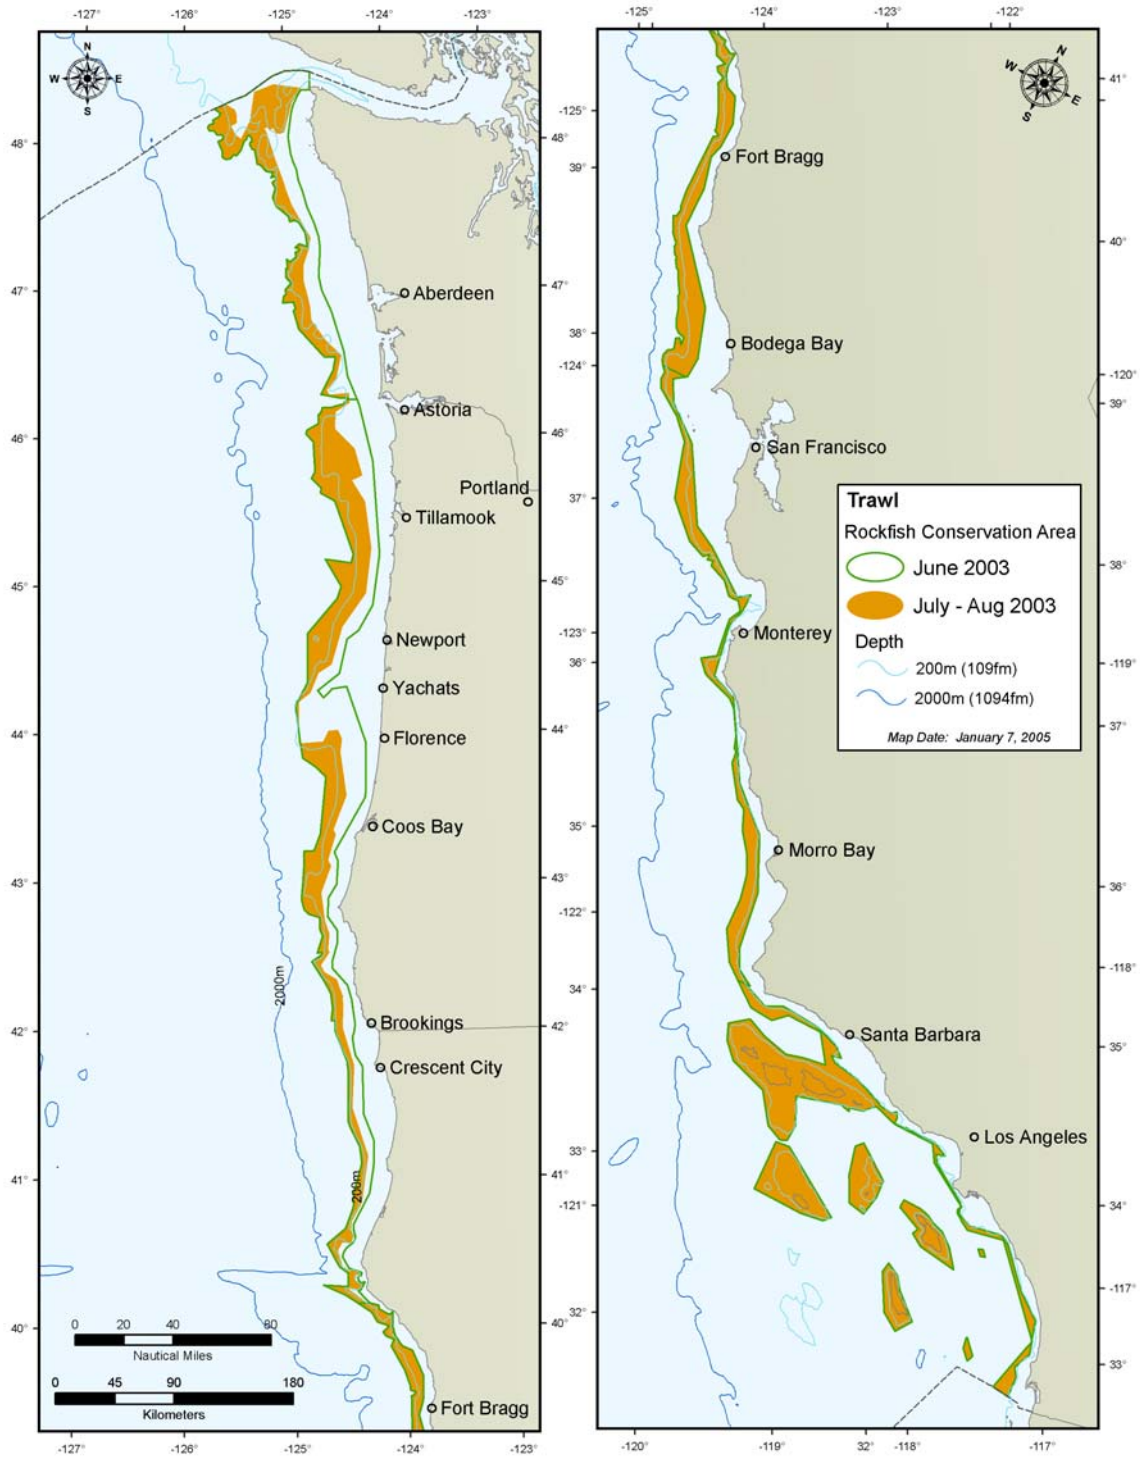 -127° -126° -125° -124° -123°
N
W E
S
48°
47°
46°
45°
44°
43°
42°
41°
40°
48°
47°
46°
45°
44°
43°
42°
41°
40°
Aberdeen
Astoria
Portland
Tillamook
Newport
Yachats
Florence
Coos Bay
2000m
Brookings
Crescent City
200m
0 20 40 80
Nautical Miles
0 45 90 180
Kilometers
Fort Bragg
-127° -126° -125° -124° -123°
-125° -124° -123° -122°
N
W
E
S
-125°
39°
38°
-124°
37°
-123°
36°
35°
-122°
34°
33°
-121°
32°
41°
40°
-120°
39°
38°
-119°
37°
36°
-118°
35°
34°
-117°
33°
Fort Bragg
Bodega Bay
San Francisco
Trawl
Rockfish Conservation Area
June 2003
July - Aug 2003
Depth
200m (109fm)
2000m (1094fm)
Map Date: January 7, 2005
Monterey
Morro Bay
Santa Barbara
Los Angeles
-120° -119° 32° -118° -117°